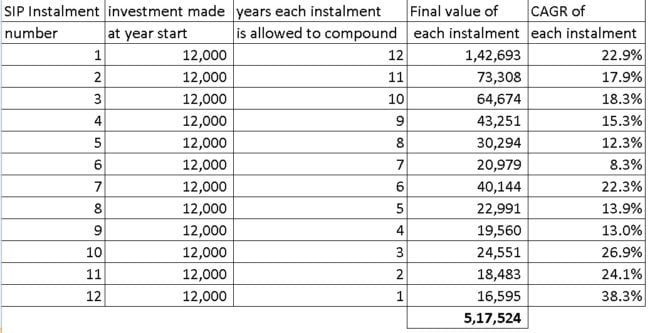 SIP Instalment investment made years each instalment Final value of CAGR of
number at year start is allowed to compound each instalment each instalment
1 12,000 12 1,42,693 22.9%
2 12,000 11 73,308 17.9%
3 12,000 10 64,674 18.3%
4 12,000 9 43,251 15.3%
5 12,000 8 30,294 12.3%
6 12,000 7 20,979 8.3%
7 12,000 6 40,144 22.3%
8 12,000 5 22,991 13.9%
9 12,000 4 19,560 13.0%
10 12,000 3 24,551 26.9%
11 12,000 2 18,483 24.1%
12 12,000 1 16,595 38.3%
5,17,524